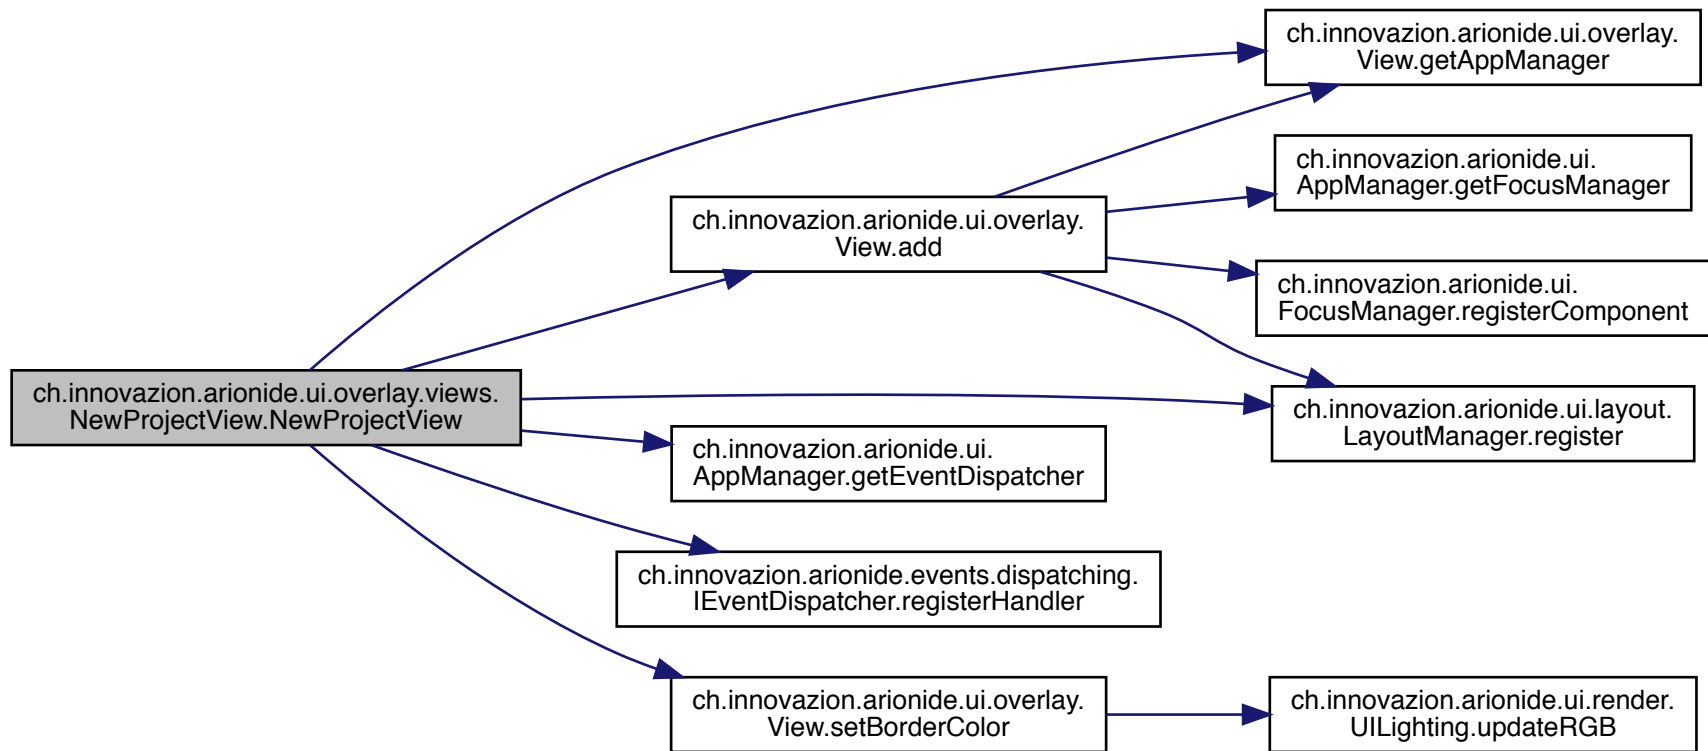 ch.innovazion.arionide.ui.overlay.
View.getAppManager
ch.innovazion.arionide.ui.
AppManager.getFocusManager
ch.innovazion.arionide.ui.overlay.
View.add
ch.innovazion.arionide.ui.
FocusManager.registerComponent
ch.innovazion.arionide.ui.overlay.views.
NewProjectView.NewProjectView
ch.innovazion.arionide.ui.layout.
LayoutManager.register
ch.innovazion.arionide.ui.
AppManager.getEventDispatcher
ch.innovazion.arionide.events.dispatching.
IEventDispatcher.registerHandler
ch.innovazion.arionide.ui.overlay.
View.setBorderColor
ch.innovazion.arionide.ui.render.
UILighting.updateRGB